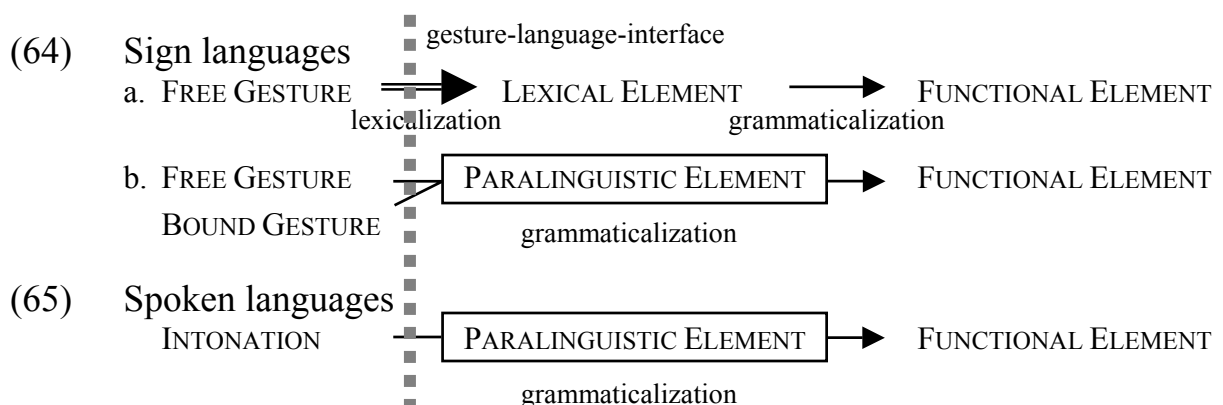 gesture-language-interface
(64) Sign languages
a. FREE GESTURE LEXICAL ELEMENT FUNCTIONAL ELEMENT
lexicalization grammaticalization
b. FREE GESTURE PARALINGUISTIC ELEMENT FUNCTIONAL ELEMENT
BOUND GESTURE
grammaticalization
(65) Spoken languages
INTONATION PARALINGUISTIC ELEMENT FUNCTIONAL ELEMENT
grammaticalization